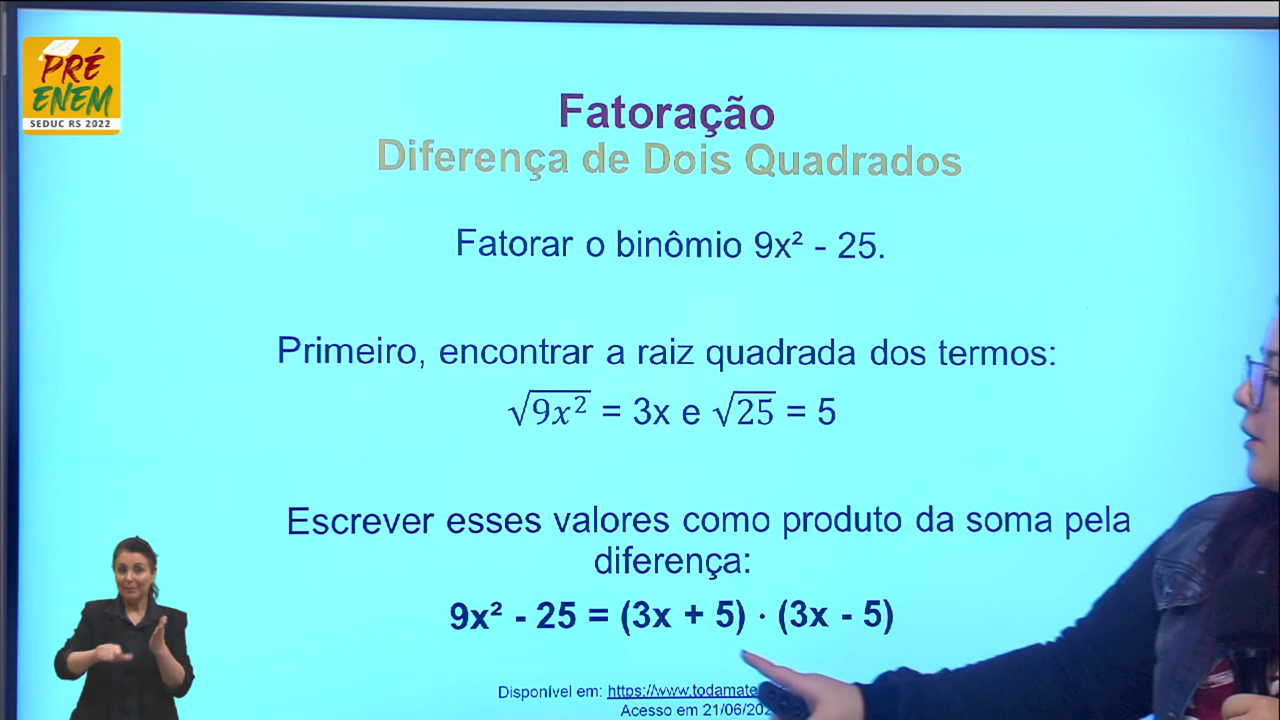 PRÉ
ENEM
SEDUC RS 2022
Fatoração
Diferença de Dois Quadrados
Fatorar o binômio 9x² - 25.
Primeiro, encontrar a raiz quadrada dos termos:
√9x² = 3x e √25 = 5
Escrever esses valores como produto da soma pela
diferença:
9x² - 25 = (3x + 5) · (3x - 5)
Disponível em:
Acesso em